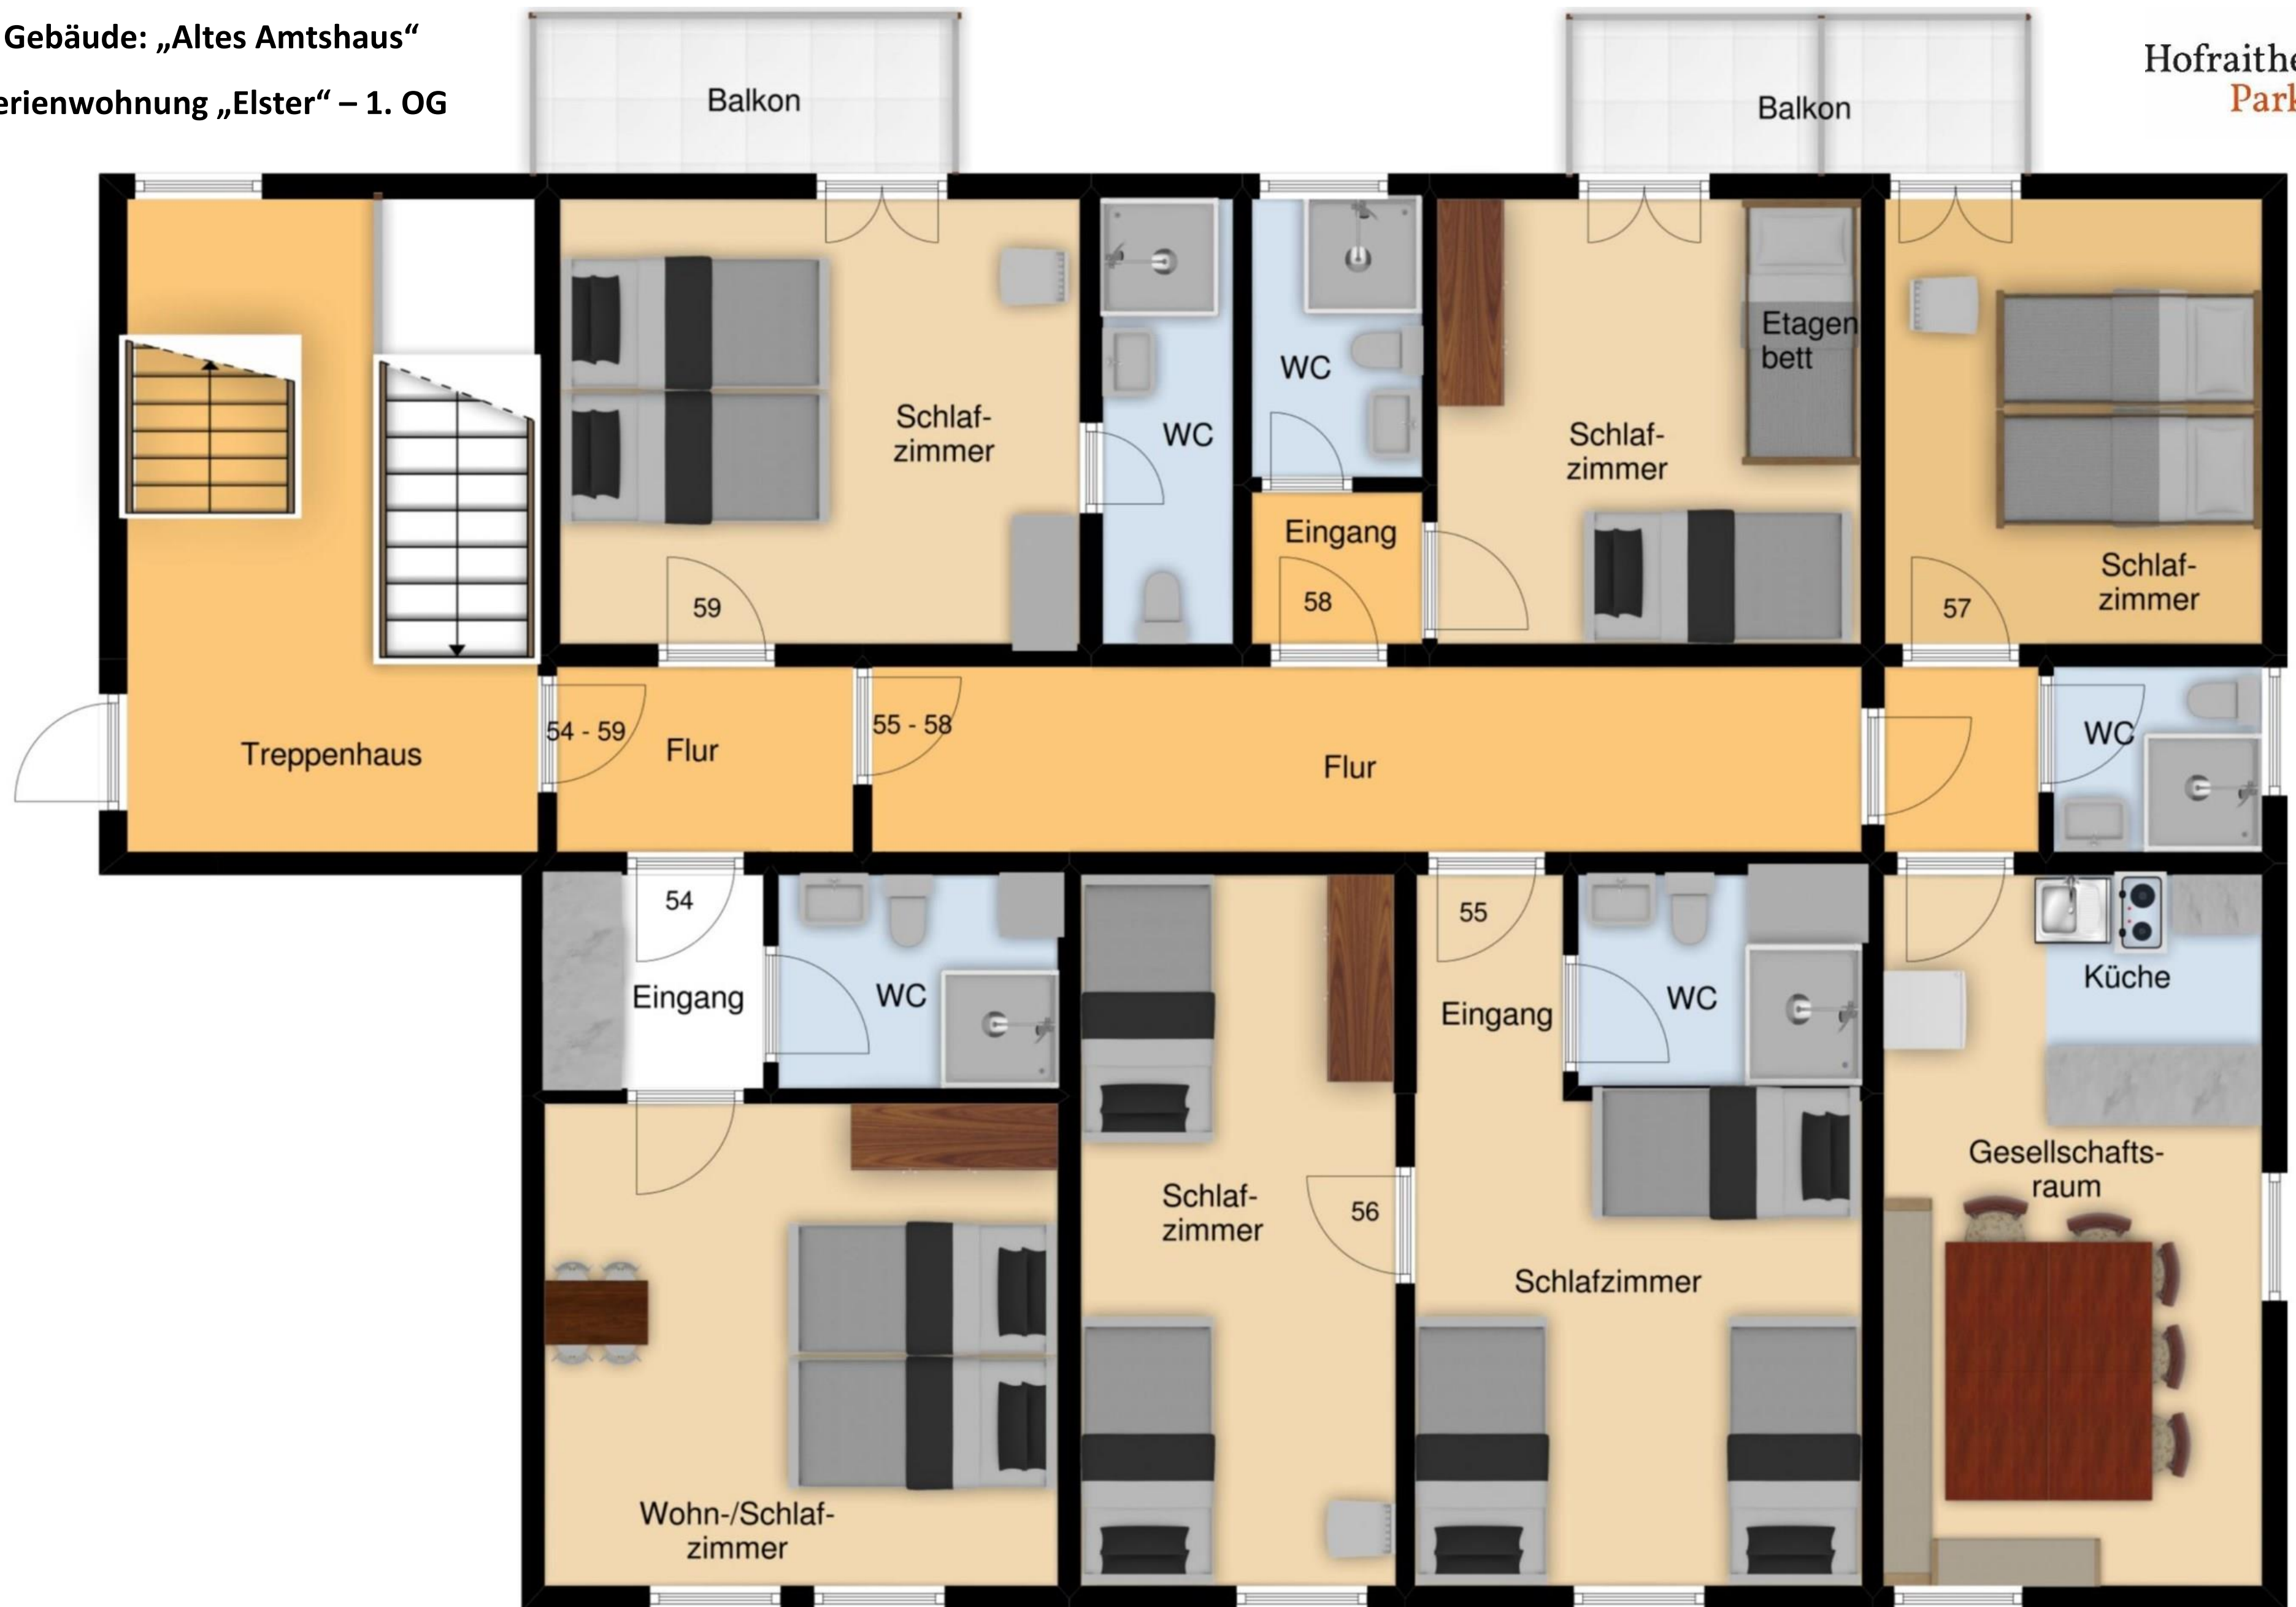 Gebäude: „Altes Amtshaus“
erienwohnung „Elster“ – 1. OG
Hofraithe
Park
Balkon
Balkon
Schlaf-
zimmer
WC
WC
Etagen
bett
Schlaf-
zimmer
Schlaf-
zimmer
Eingang
59
58
57
Treppenhaus
54 - 59
Flur
55 - 58
Flur
WC
54
Eingang
WC
55
Eingang
WC
Küche
Schlaf-
zimmer
56
Schlafzimmer
Gesellschafts-
raum
Wohn-/Schlaf-
zimmer